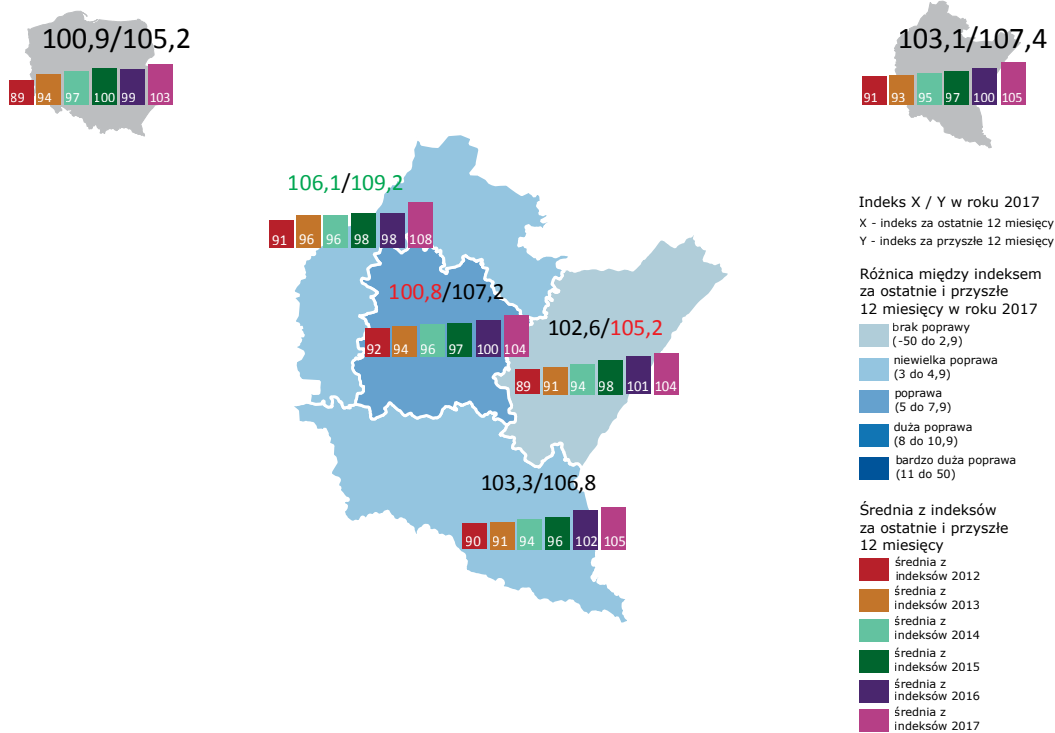 100,9/105,2
89 94 97 100 99 103
103,1/107,4
91 93 95 97 100 105
106,1/109,2
91 96 96 98 98 108
100,8/107,2
92 94 96 97 100 104
102,6/105,2
89 91 94 98 101 104
103,3/106,8
90 91 94 96 102 105
Indeks X / Y w roku 2017
X - indeks za ostatnie 12 miesięcy
Y - indeks za przyszłe 12 miesięcy
Różnica między indeksem
za ostatnie i przyszłe
12 miesięcy w roku 2017
brak poprawy
(-50 do 2,9)
niewielka poprawa
(3 do 4,9)
poprawa
(5 do 7,9)
duża poprawa
(8 do 10,9)
bardzo duża poprawa
(11 do 50)
Średnia z indeksów
za ostatnie i przyszłe
12 miesięcy
średnia z
indeksów 2012
średnia z
indeksów 2013
średnia z
indeksów 2014
średnia z
indeksów 2015
średnia z
indeksów 2016
średnia z
indeksów 2017